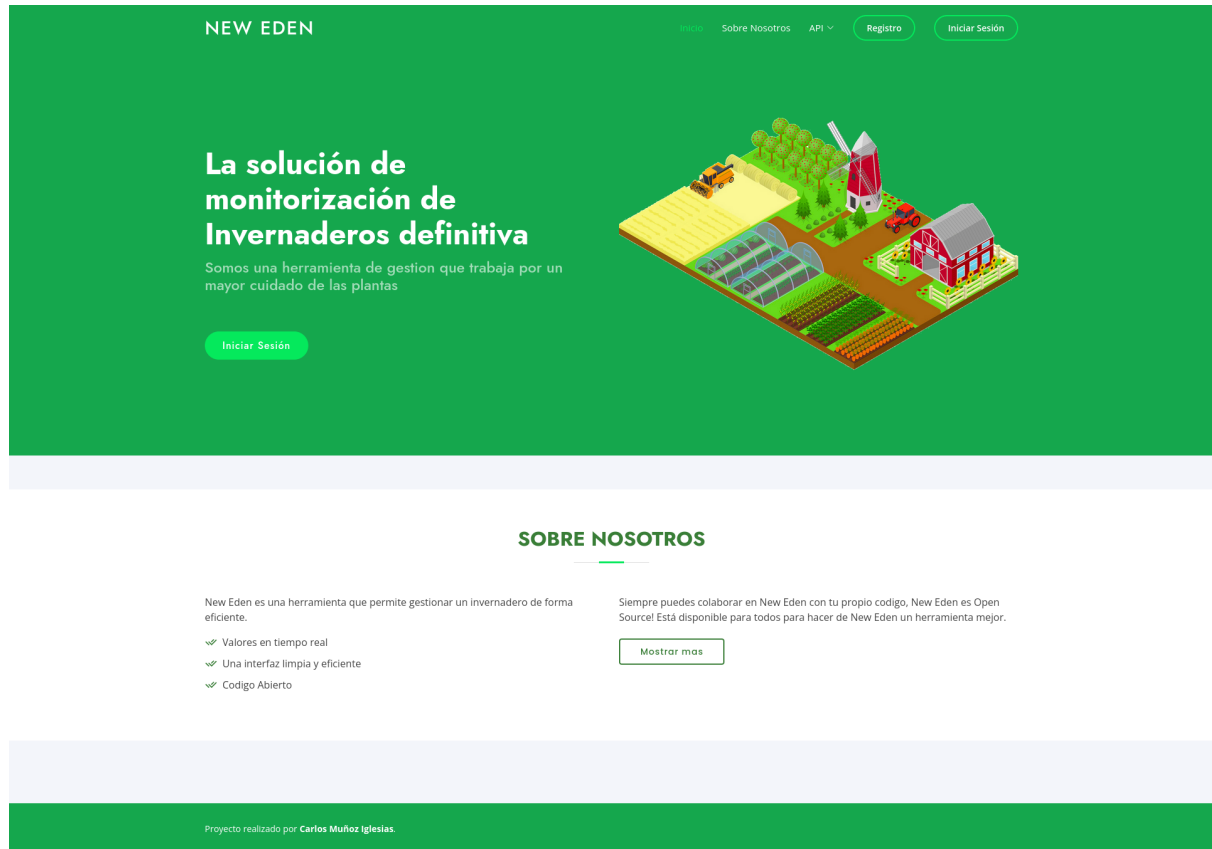 NEW EDEN
Inicio
Sobre Nosotros
API
Registro
Iniciar Sesión
La solución de
monitorización de
Invernaderos definitiva
Somos una herramienta de gestion que trabaja por un
mayor cuidado de las plantas
Iniciar Sesión
SOBRE NOSOTROS
New Eden es una herramienta que permite gestionar un invernadero de forma
eficiente.
Valores en tiempo real
Una interfaz limpia y eficiente
Codigo Abierto
Siempre puedes colaborar en New Eden con tu propio codigo, New Eden es Open
Source! Está disponible para todos para hacer de New Eden un herramienta mejor.
Mostrar mas
Proyecto realizado por Carlos Muñoz Iglesias.